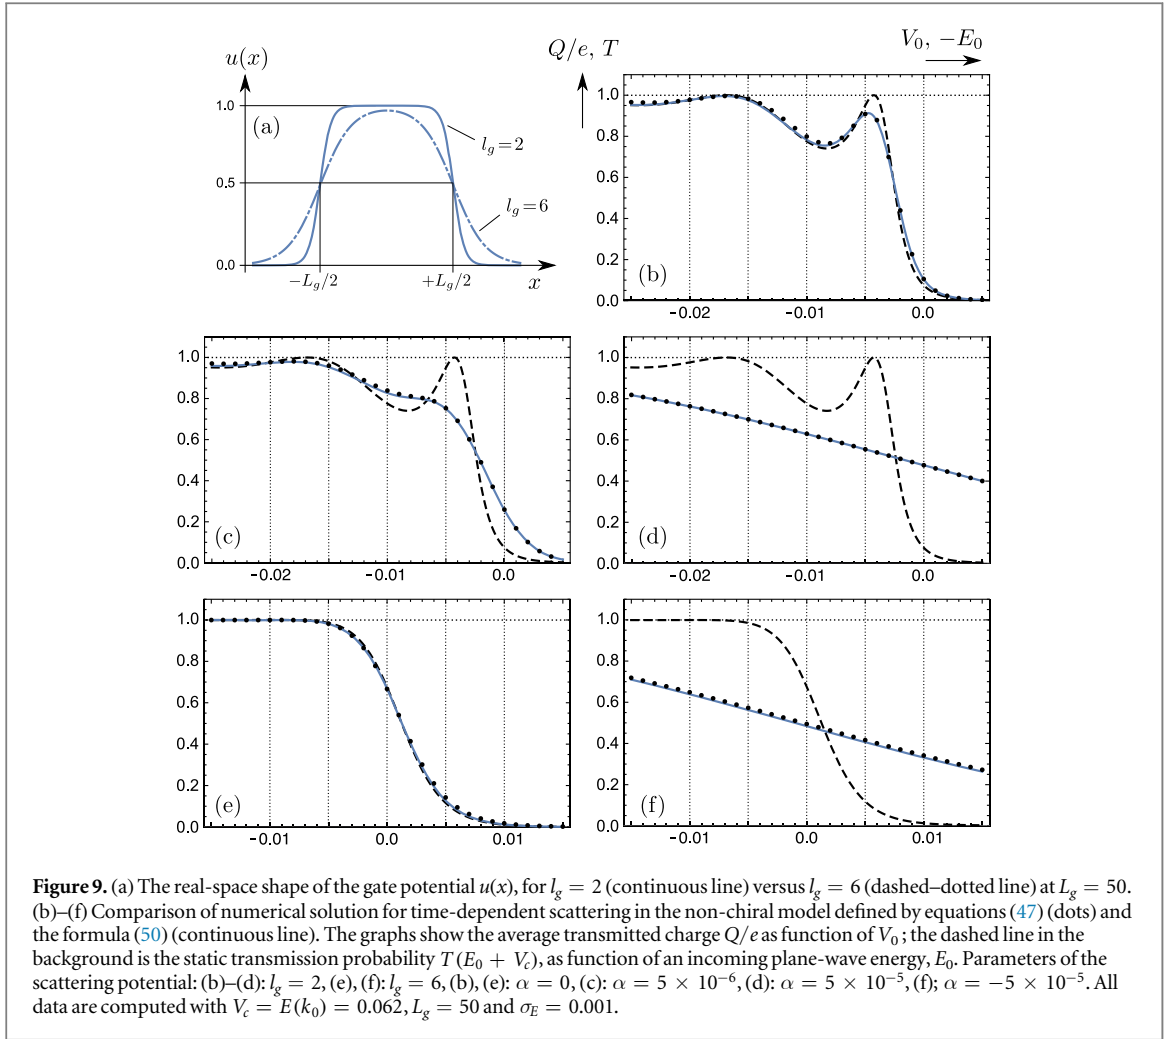 u(x)
Q/e, T
V₀, −E₀
1.0
(a)
l_g=2
0.5
l_g=6
0.0
−L_g/2
+L_g/2
x
1.0
0.8
0.6
0.4
0.2
0.0
(b)
−0.02
−0.01
0.0
1.0
0.8
0.6
0.4
0.2
0.0
(c)
−0.02
−0.01
0.0
1.0
0.8
0.6
0.4
0.2
0.0
(d)
−0.02
−0.01
0.0
1.0
0.8
0.6
0.4
0.2
0.0
(e)
−0.01
0.0
0.01
1.0
0.8
0.6
0.4
0.2
0.0
(f)
−0.01
0.0
0.01
Figure 9. (a) The real-space shape of the gate potential u(x), for l_g = 2 (continuous line) versus l_g = 6 (dashed–dotted line) at L_g = 50.
(b)–(f) Comparison of numerical solution for time-dependent scattering in the non-chiral model defined by equations (47) (dots) and
the formula (50) (continuous line). The graphs show the average transmitted charge Q/e as function of V₀; the dashed line in the
background is the static transmission probability T(E₀ + V_c), as function of an incoming plane-wave energy, E₀. Parameters of the
scattering potential: (b)–(d): l_g = 2, (e), (f): l_g = 6, (b), (e): α = 0, (c): α = 5 × 10⁻⁶, (d): α = 5 × 10⁻⁵, (f); α = −5 × 10⁻⁵. All
data are computed with V_c = E(k₀) = 0.062, L_g = 50 and σ_E = 0.001.